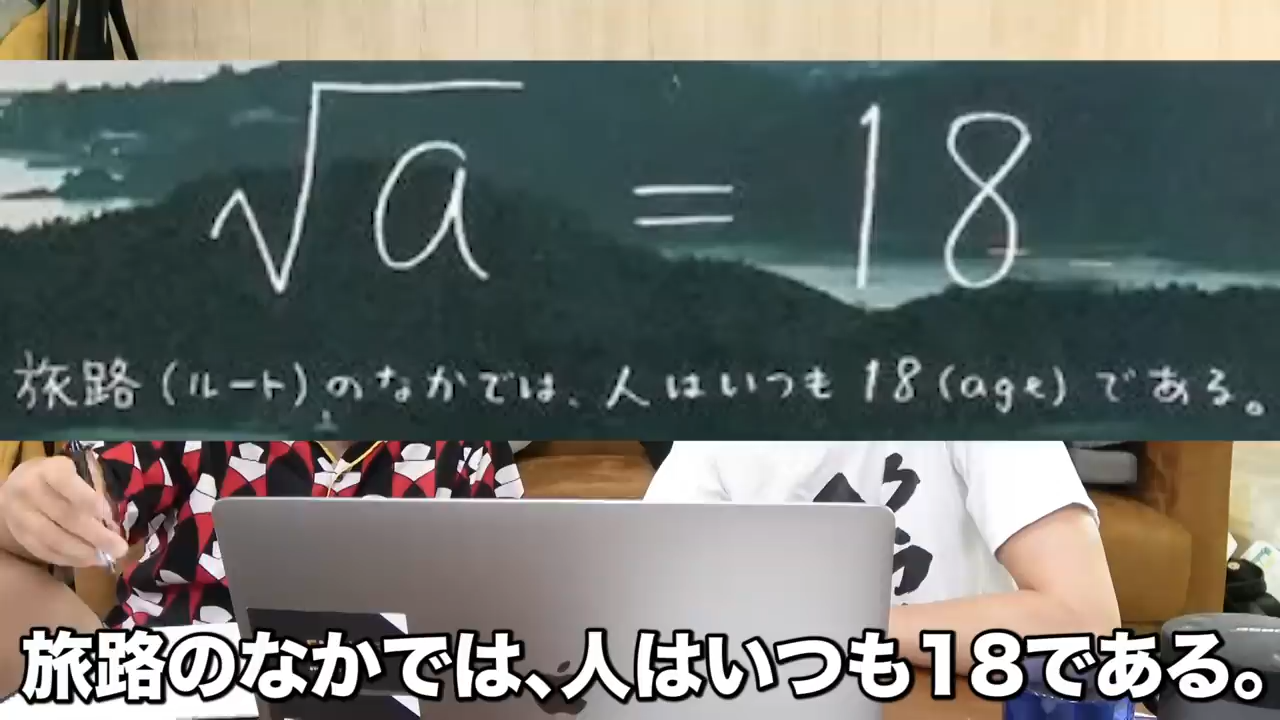 √a = 18
旅路(ルート)のなかでは、人はいつも18(age)である。
旅路のなかでは、人はいつも18である。